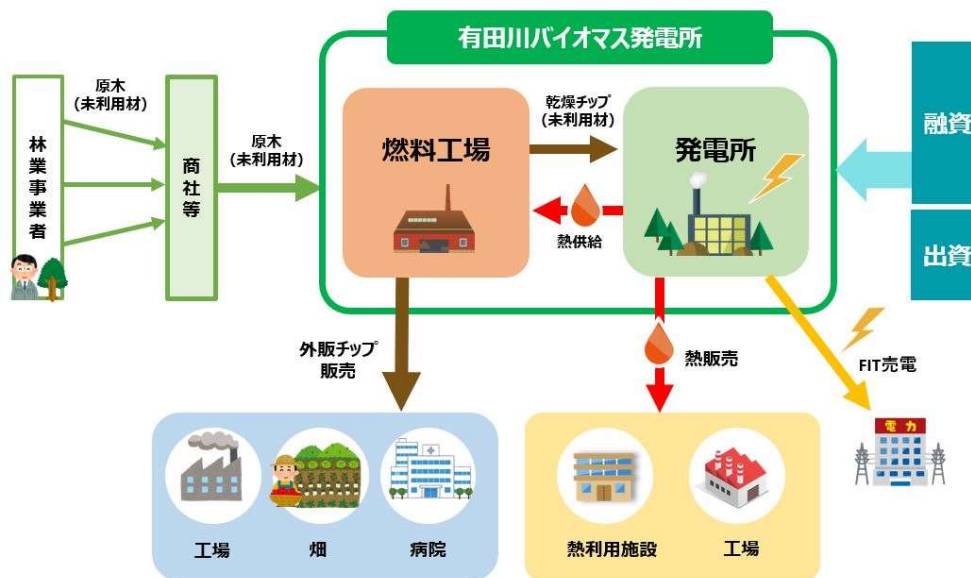 有田川バイオマス発電所
原木
(未利用材)
林業事業者
商社等
原木
(未利用材)
燃料工場
乾燥チップ
(未利用材)
熱供給
発電所
融資
出資
外販チップ
販売
熱販売
FIT売電
電力
工場
畑
病院
熱利用施設
工場